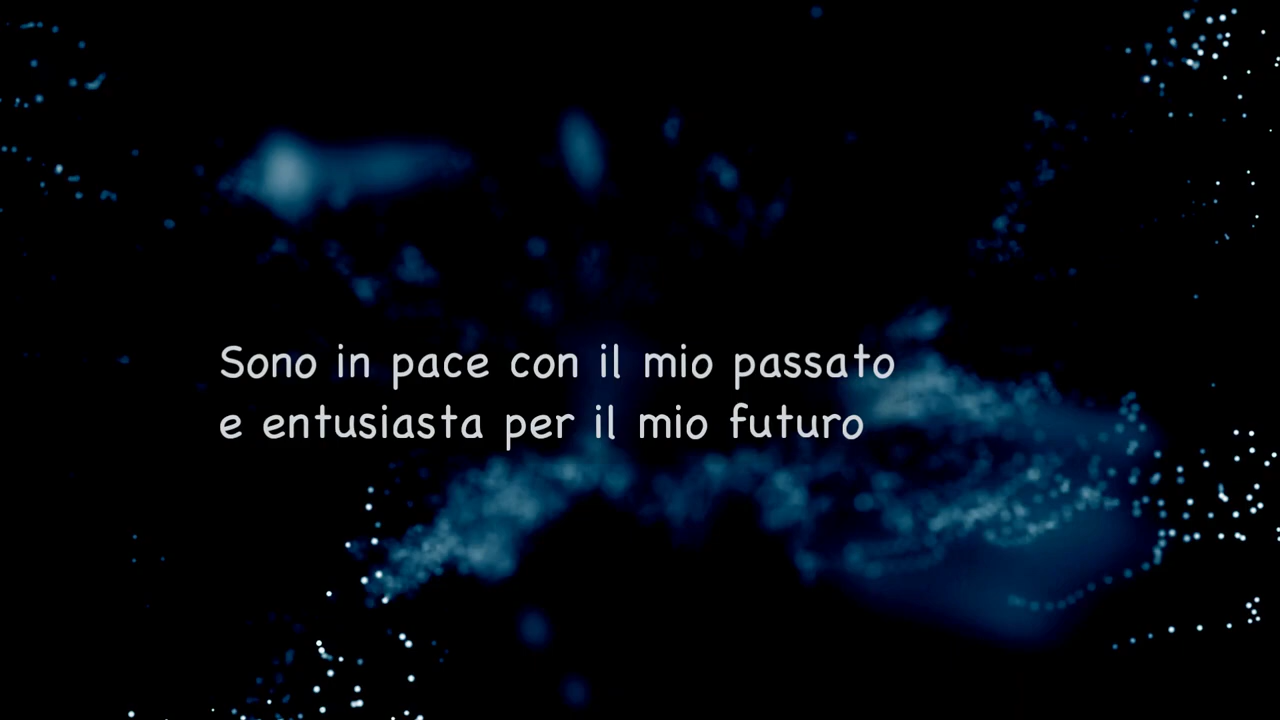 Sono in pace con il mio passato
e entusiasta per il mio futuro